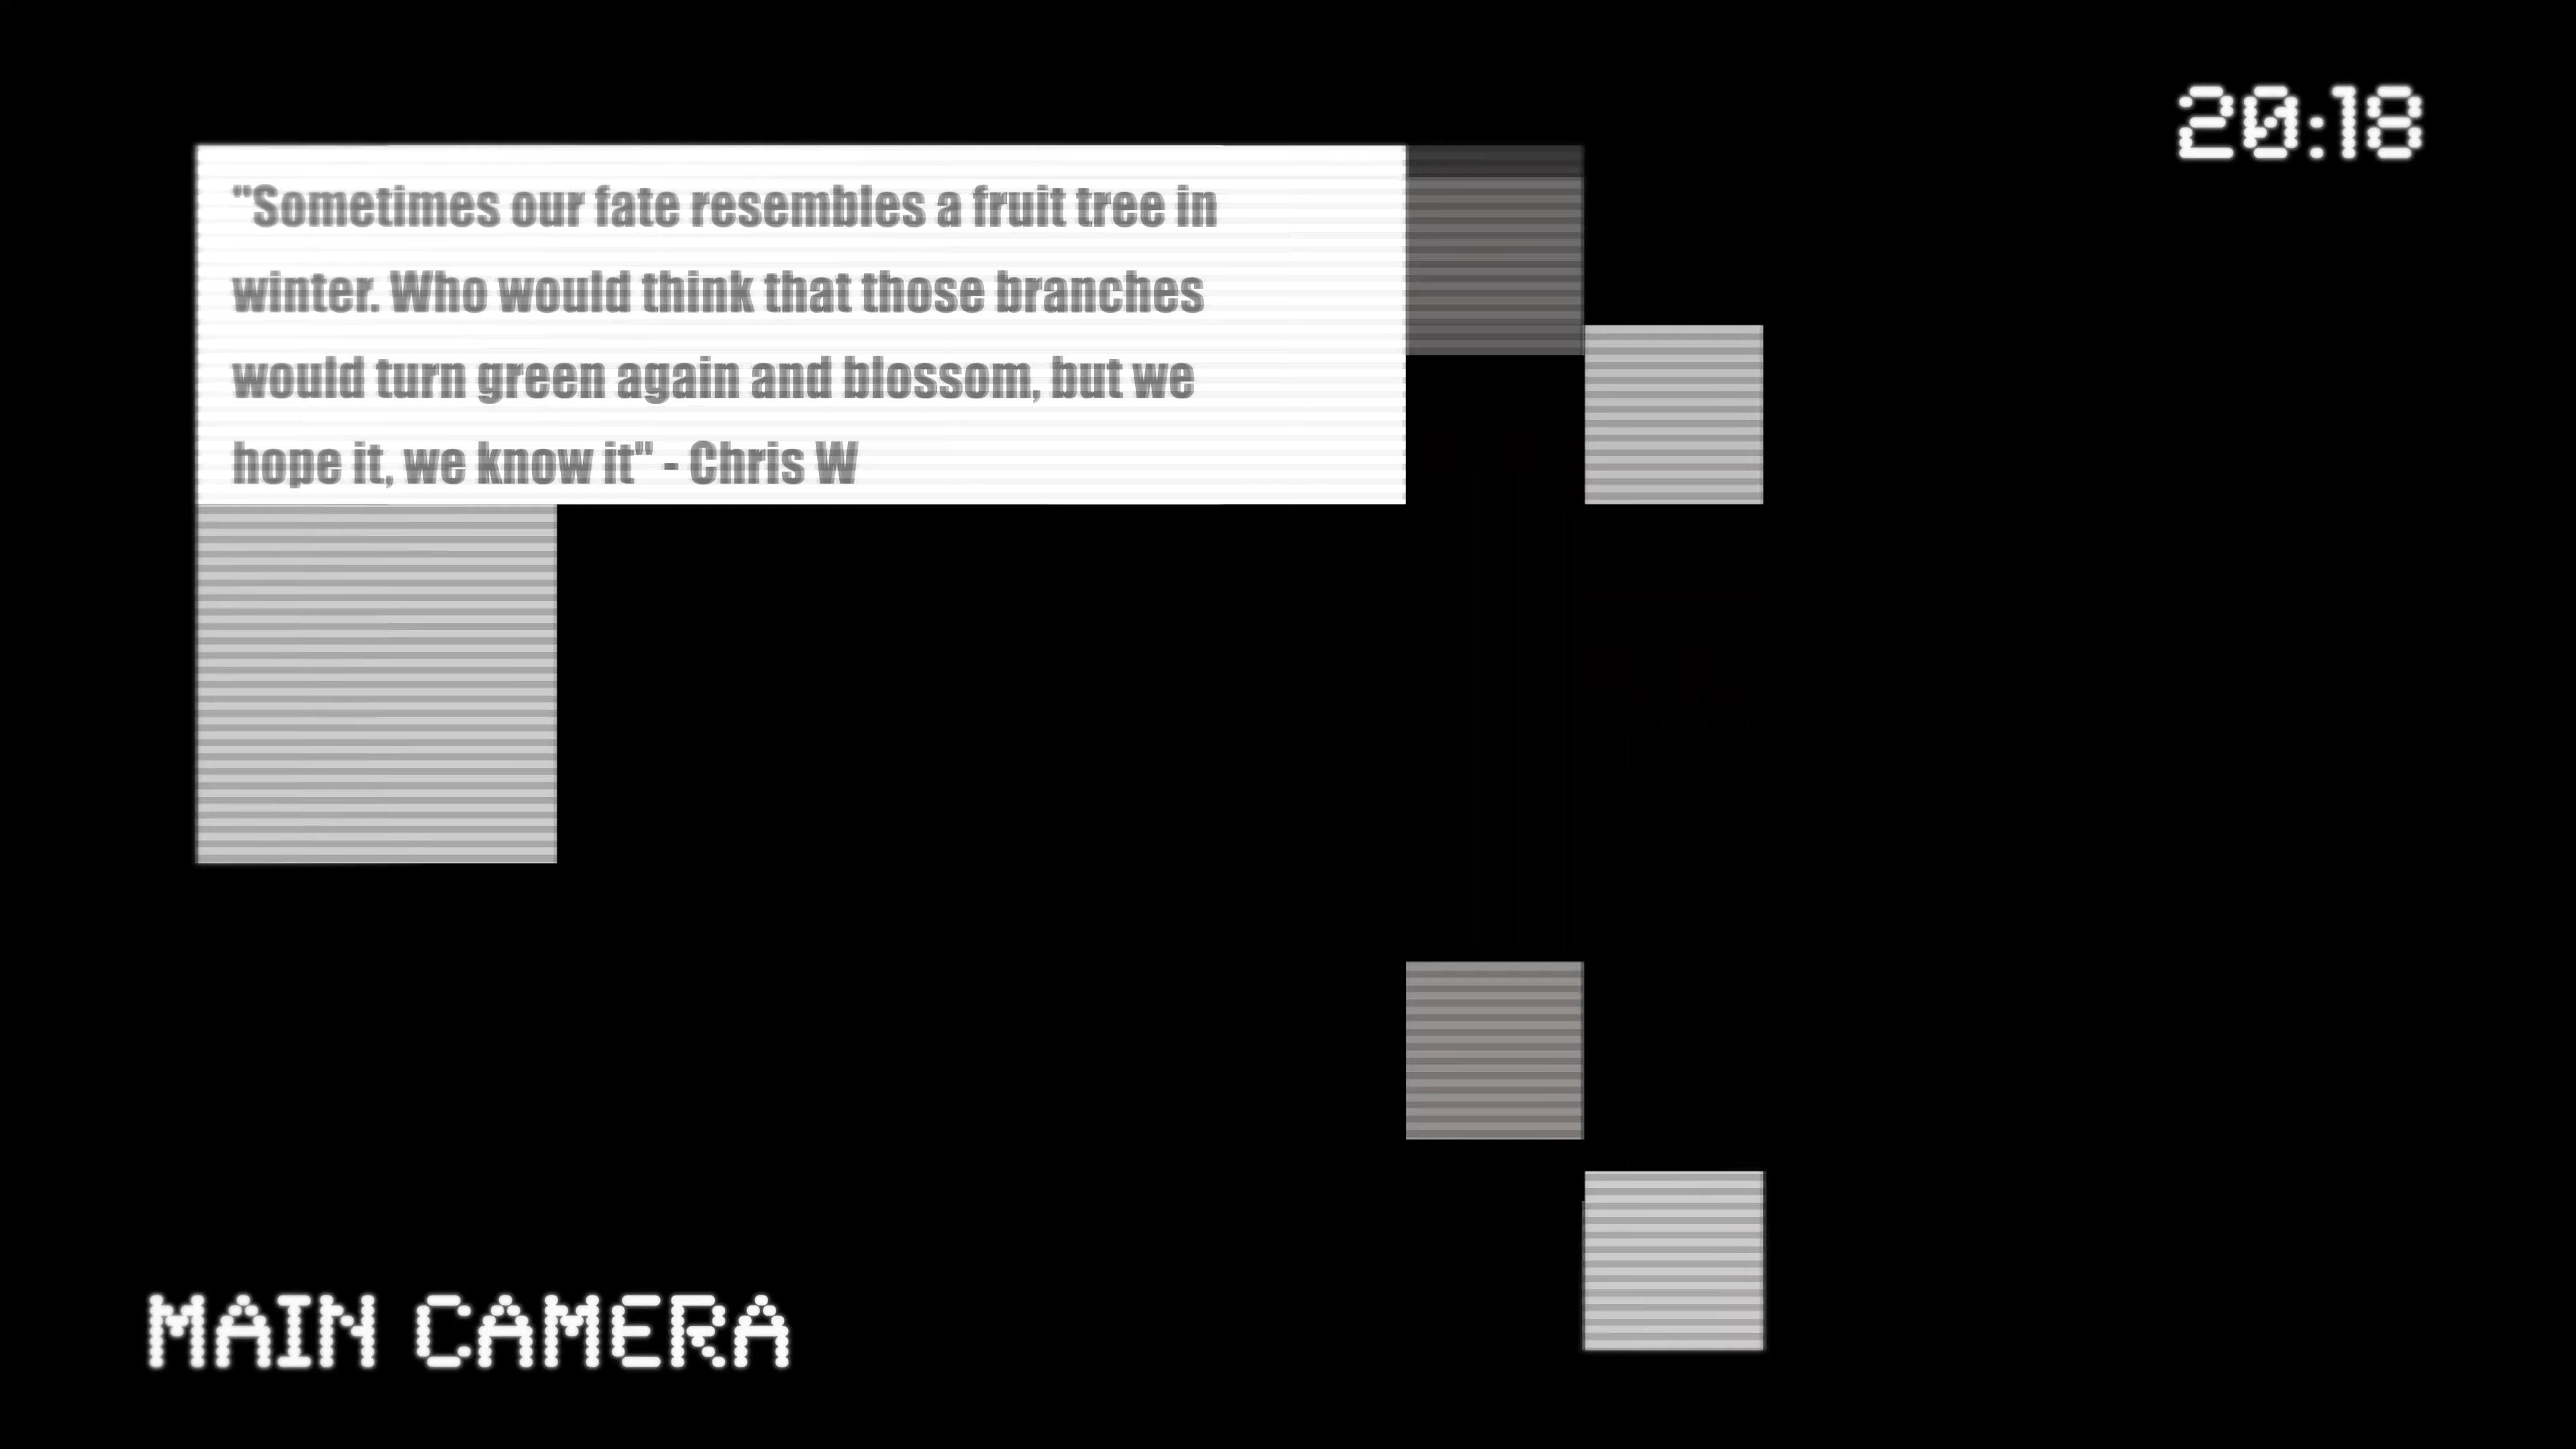 20:18
"Sometimes our fate resembles a fruit tree in
winter. Who would think that those branches
would turn green again and blossom, but we
hope it, we know it" - Chris W
MAIN CAMERA